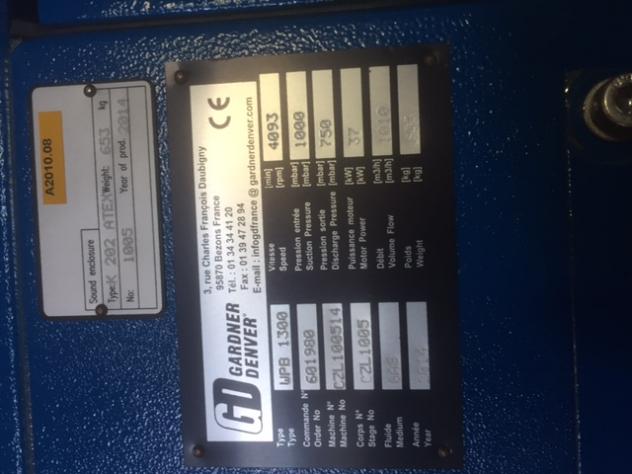 A2010.08
Sound enclosure
Type: K 202 ATEX Weight: 653 kg
No: 1005 Year of prod. 2014
GD GARDNER DENVER®
3, rue Charles François Daubigny
95870 Bezons France
Tél. : 01 34 34 41 20
Fax : 01 39 47 28 94
E-mail : infogdfrance @ gardnerdenver.com
CE
Type
Type WPB 1300
Vitesse [min]
Speed [rpm] 4093
Commande N°
Order No 601980
Pression entrée [mbar]
Suction Pressure [mbar] 1000
Machine N°
Machine No CZL100514
Pression sortie [mbar]
Discharge Pressure [mbar] 750
Corps N°
Stage No CZL1005
Puissance moteur [kW]
Motor Power [kW] 37
Fluide
Medium
Débit [m3/h]
Volume Flow [m3/h] 1010
Année
Year 2014
Poids [kg]
Weight [kg]